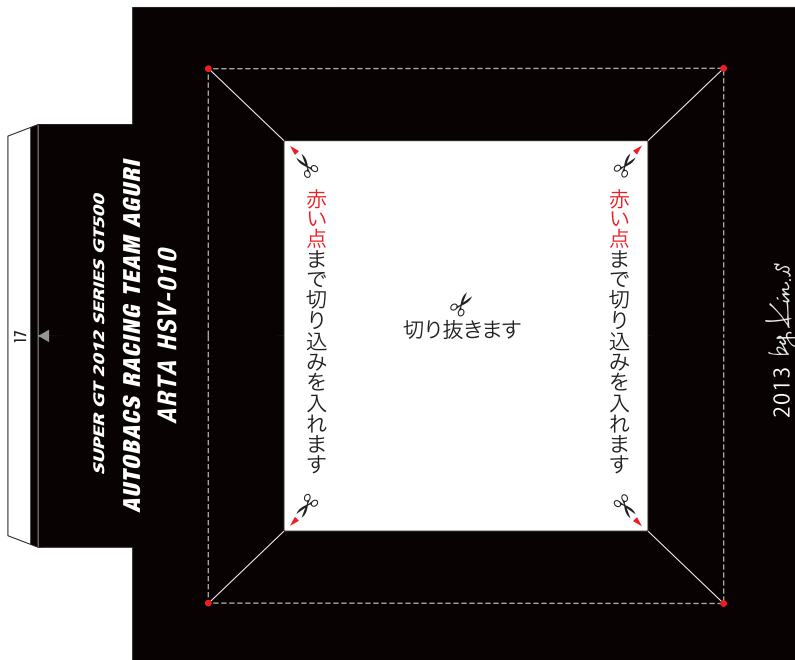 17
SUPER GT 2012 SERIES GT500
AUTOBACS RACING TEAM AGURI
ARTA HSV-010
赤い点まで切り込みを入れます
切り抜きます
赤い点まで切り込みを入れます
2013 by Kim.S